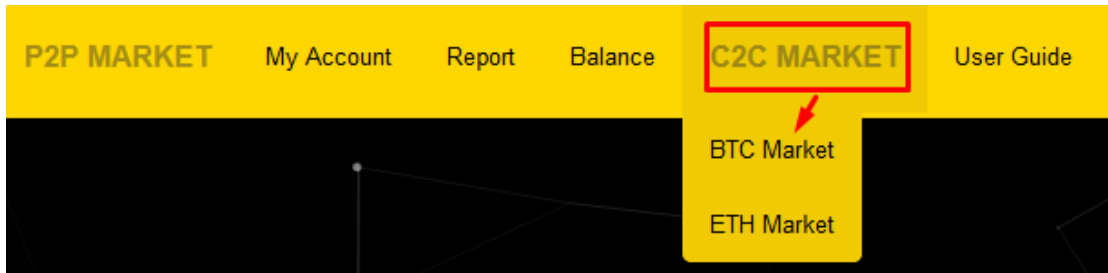 P2P MARKET My Account Report Balance C2C MARKET User Guide
BTC Market
ETH Market